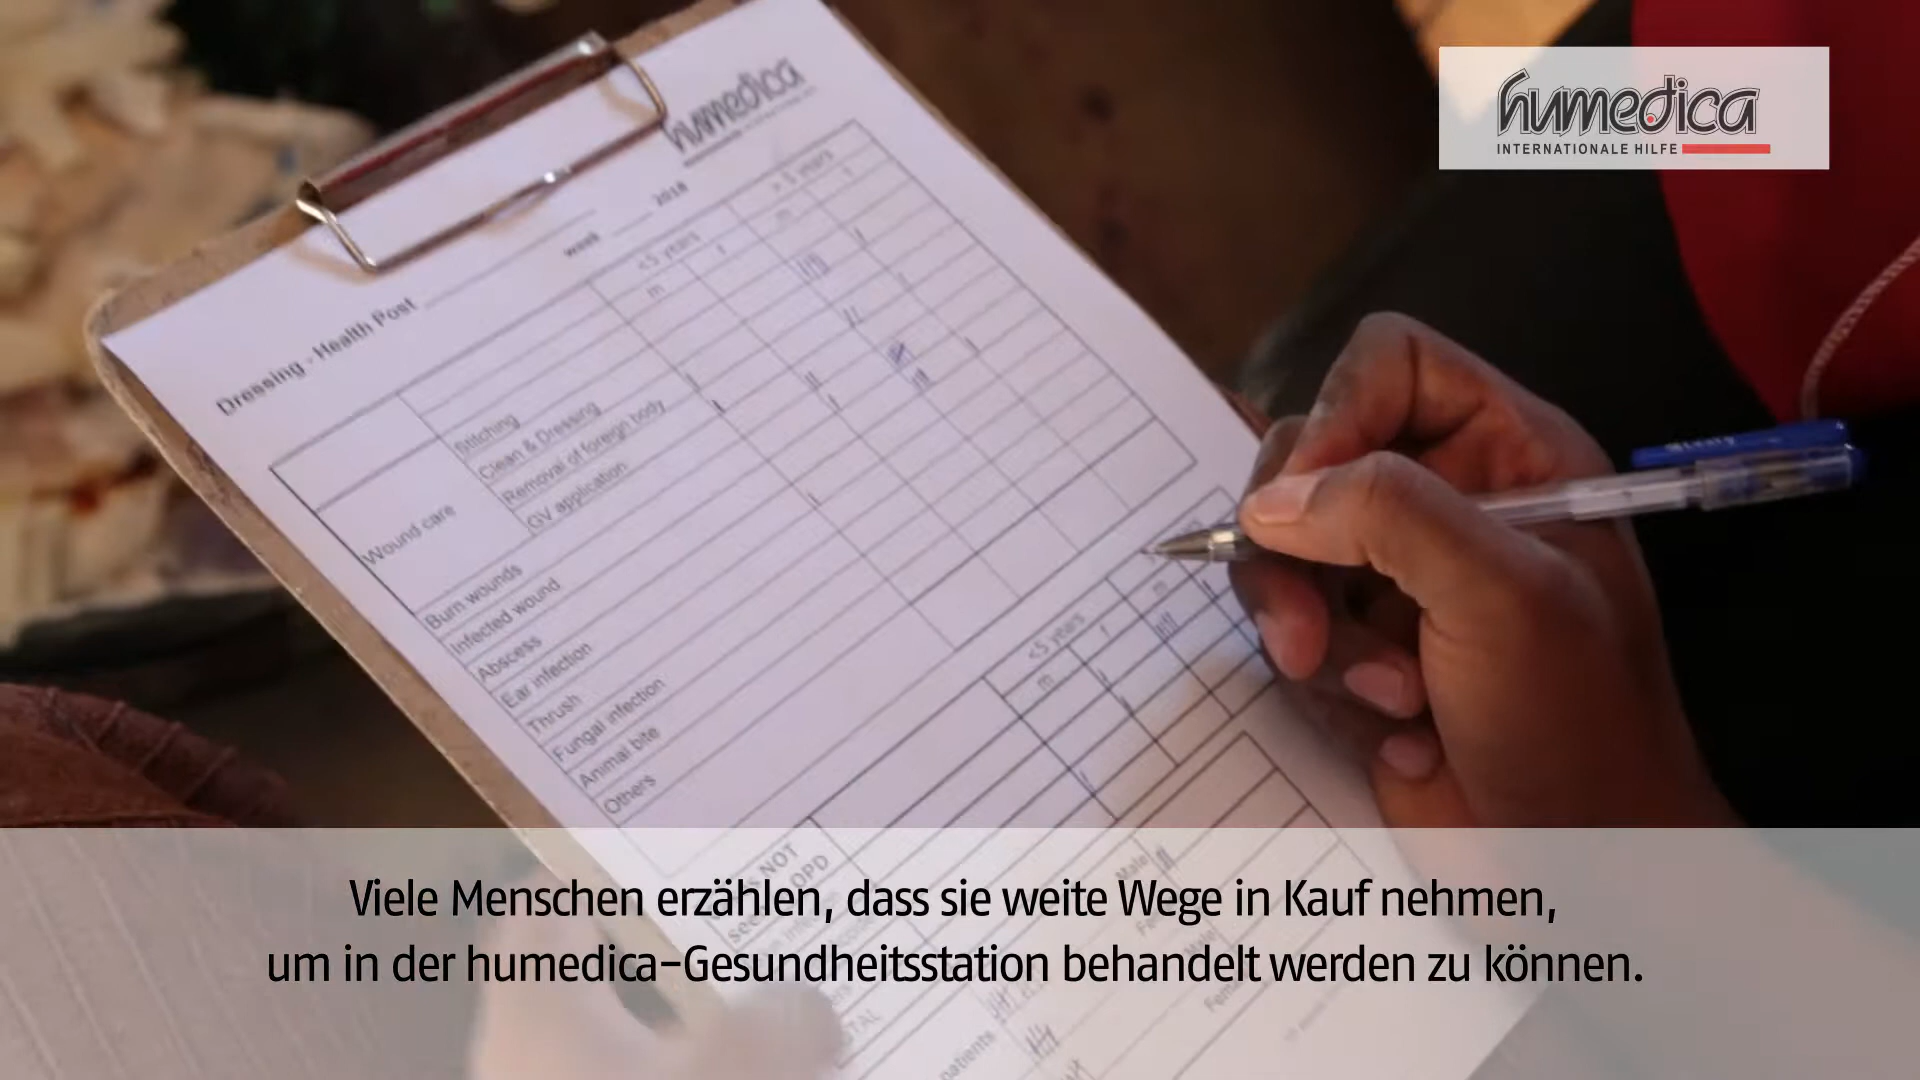 humedica
INTERNATIONALE HILFE
humedica
week 2018
Dressing - Health Post
<5 years
> 5 years
m
f
m
f
Wound care
Stitching
Clean & Dressing
Removal of foreign body
GV application
Burn wounds
Infected wound
Abscess
Ear infection
Thrush
Fungal infection
Animal bite
Others
<5 years
m
f
m
NOT
OPD
Male
patients
Viele Menschen erzählen, dass sie weite Wege in Kauf nehmen,
um in der humedica-Gesundheitsstation behandelt werden zu können.